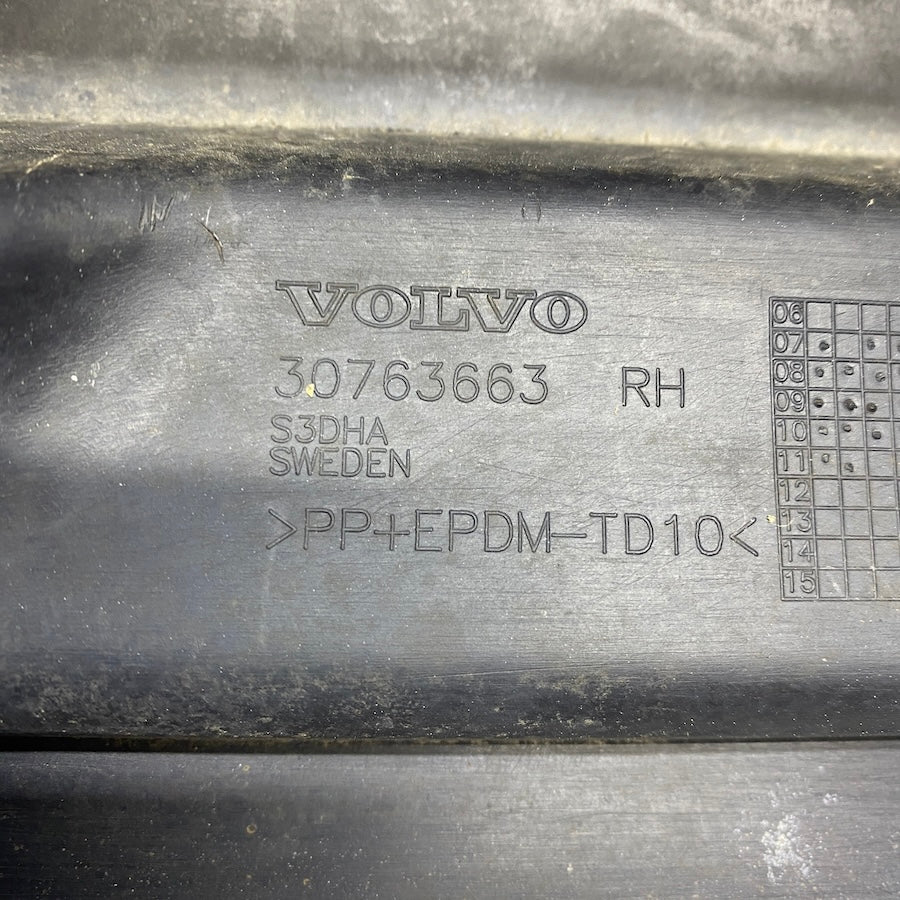 VOLVO
30763663 RH
S3DHA
SWEDEN
>PP+EPDM-TD10<
06
07
08
09
10
11
12
13
14
15